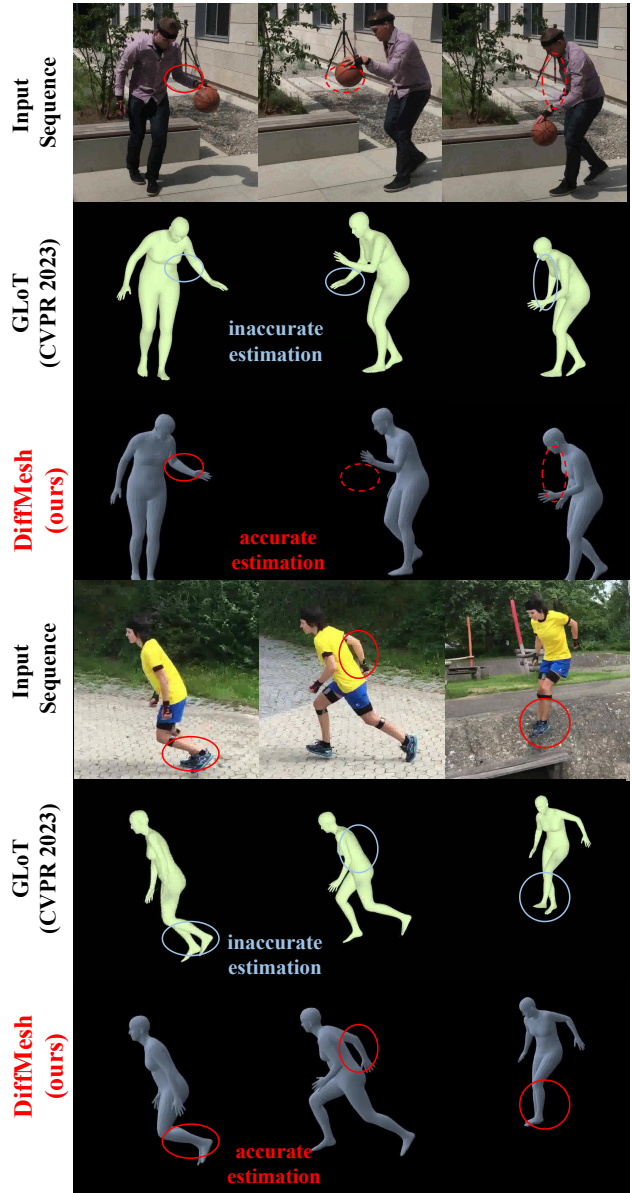 Input
Sequence
GLoT
(CVPR 2023)
inaccurate
estimation
DiffMesh
(ours)
accurate
estimation
Input
Sequence
GLoT
(CVPR 2023)
inaccurate
estimation
DiffMesh
(ours)
accurate
estimation